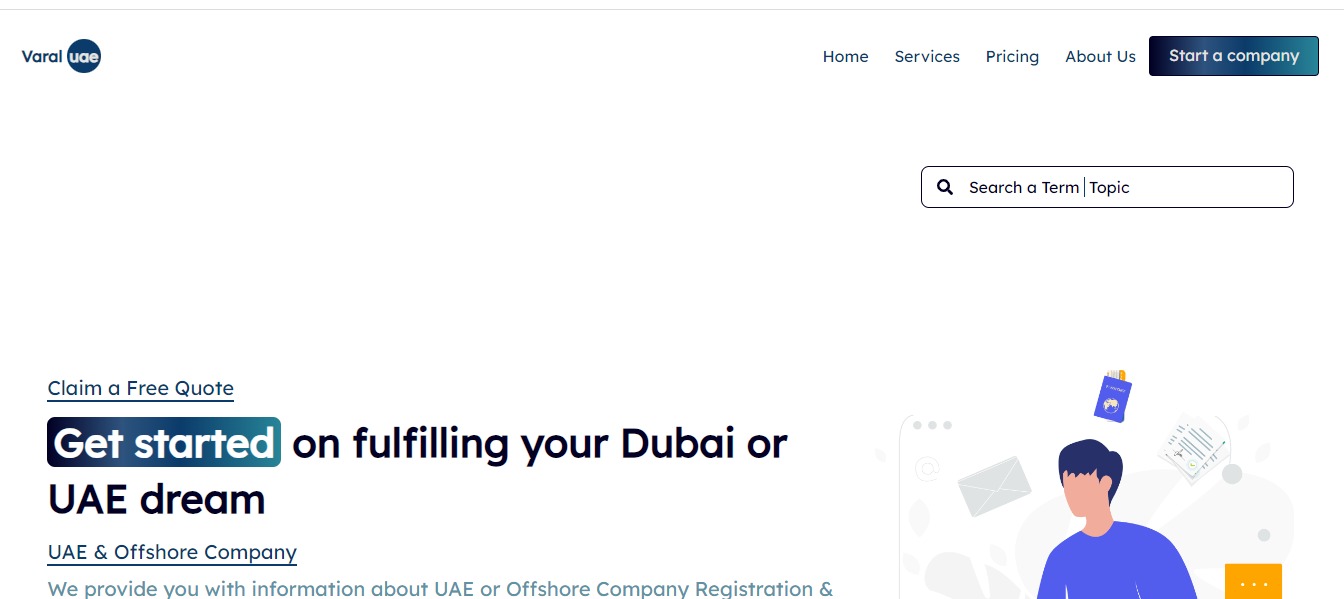 Varal uae
Home Services Pricing About Us Start a company
Search a Term | Topic
Claim a Free Quote
Get started on fulfilling your Dubai or
UAE dream
UAE & Offshore Company
We provide you with information about UAE or Offshore Company Registration &